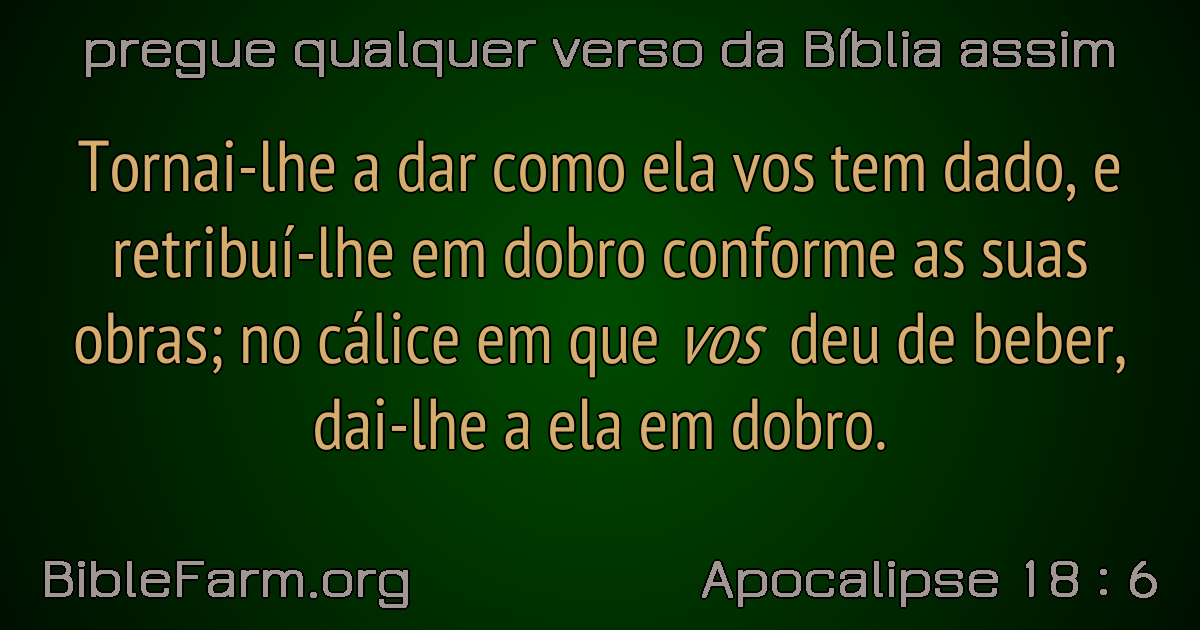 pregue qualquer verso da Bíblia assim
Tornai-lhe a dar como ela vos tem dado, e
retribuí-lhe em dobro conforme as suas
obras; no cálice em que vos deu de beber,
dai-lhe a ela em dobro.
BibleFarm.org
Apocalipse 18 : 6